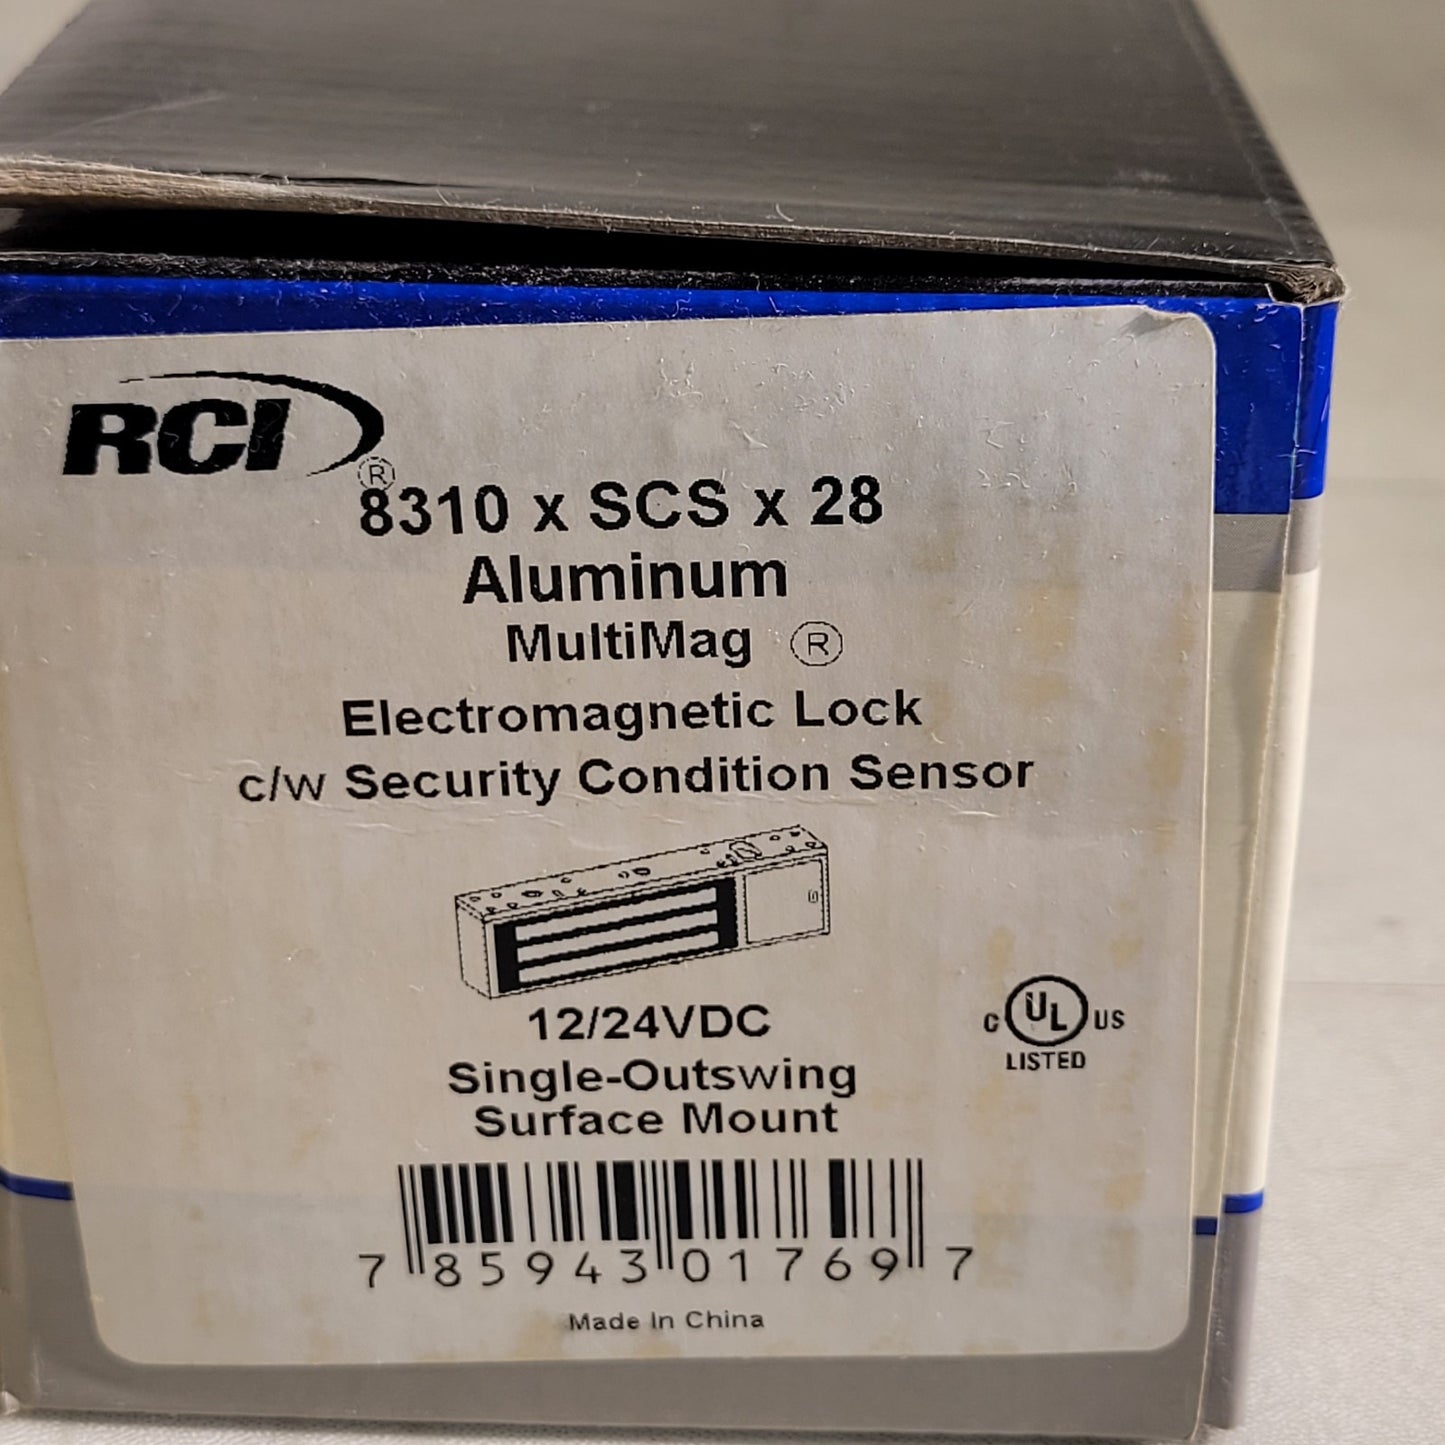 RCI ®
8310 x SCS x 28
Aluminum
MultiMag ®
Electromagnetic Lock
c/w Security Condition Sensor
12/24VDC
C UL US
LISTED
Single-Outswing
Surface Mount
7 85943 01769 7
Made In China